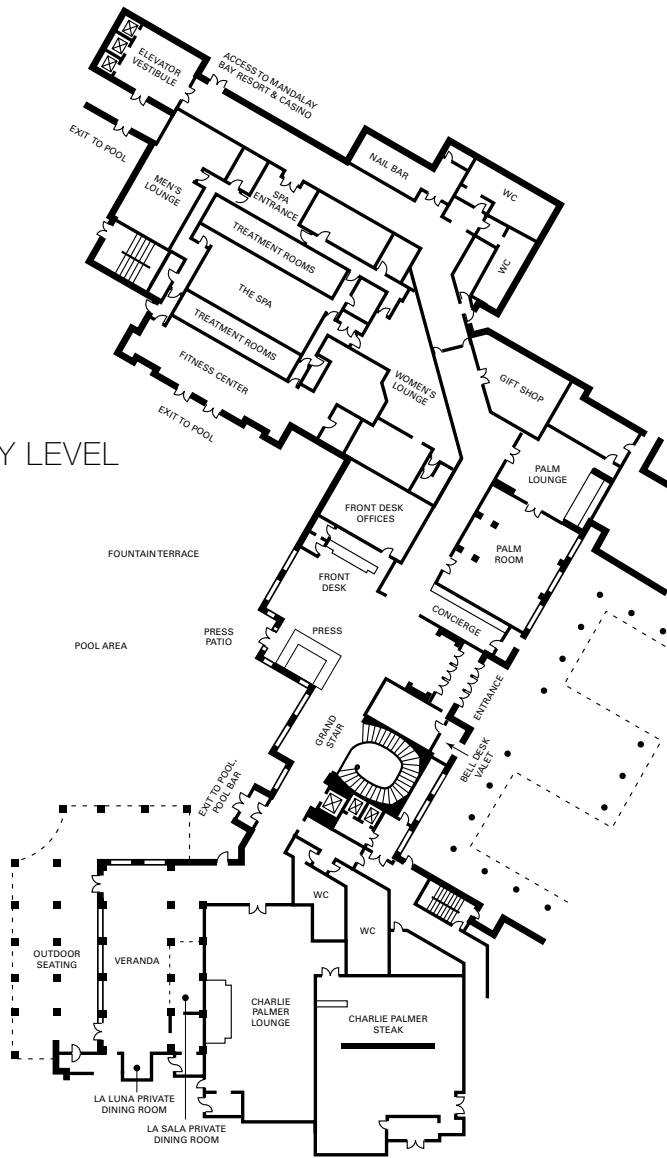 ELEVATOR
VESTIBULE
ACCESS TO MANDALAY
BAY RESORT & CASINO
EXIT TO POOL
NAIL BAR
MEN'S
LOUNGE
SPA
ENTRANCE
WC
WC
TREATMENT ROOMS
THE SPA
TREATMENT ROOMS
FITNESS CENTER
WOMEN'S
LOUNGE
GIFT SHOP
EXIT TO POOL
Y LEVEL
PALM
LOUNGE
FRONT DESK
OFFICES
FOUNTAIN TERRACE
PALM
ROOM
FRONT
DESK
CONCIERGE
POOL AREA
PRESS
PATIO
PRESS
ENTRANCE
GRAND
STAIR
BELL DESK
VALET
EXIT TO POOL,
POOL BAR
WC
WC
OUTDOOR
SEATING
VERANDA
CHARLIE
PALMER
LOUNGE
CHARLIE PALMER
STEAK
LA LUNA PRIVATE
DINING ROOM
LA SALA PRIVATE
DINING ROOM